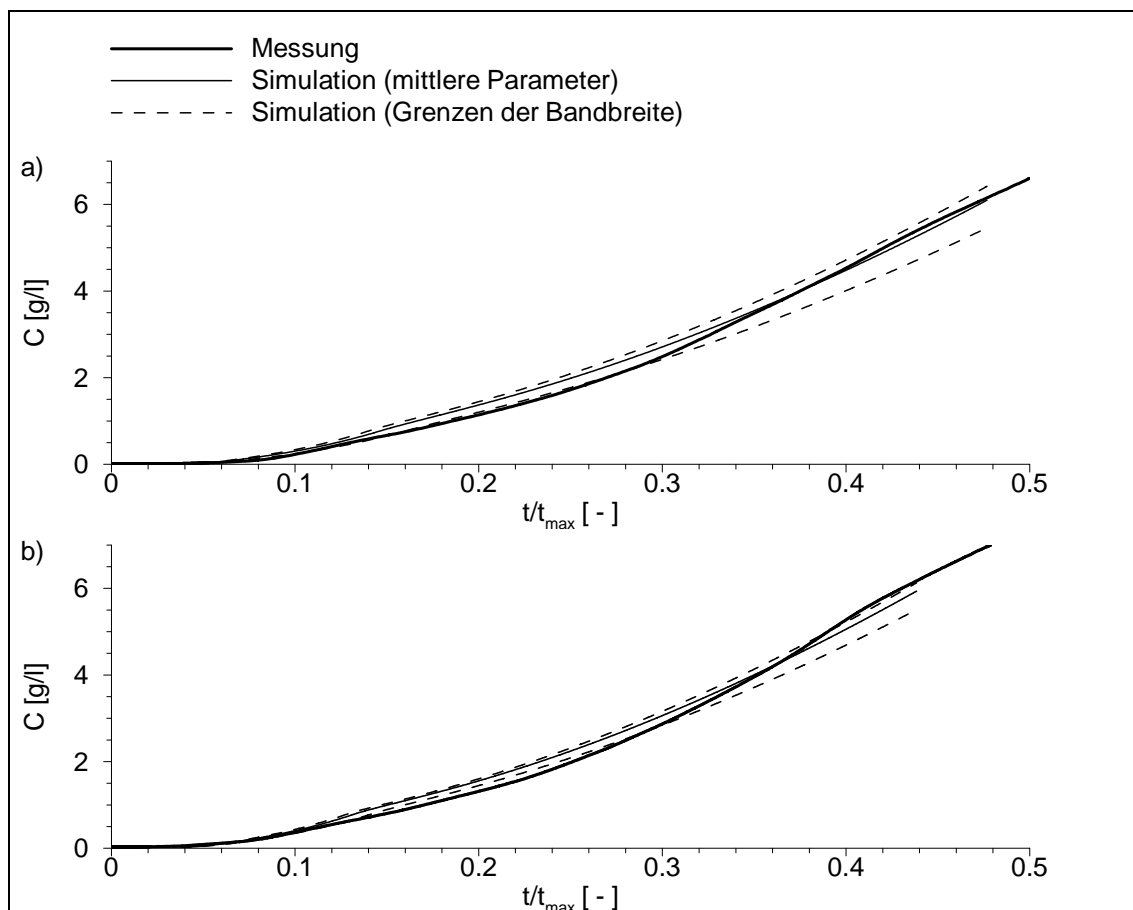 Messung
Simulation (mittlere Parameter)
Simulation (Grenzen der Bandbreite)
a)
6
4
2
0
C [g/l]
0 0.1 0.2 0.3 0.4 0.5
t/tmax [ - ]
b)
6
4
2
0
C [g/l]
0 0.1 0.2 0.3 0.4 0.5
t/tmax [ - ]